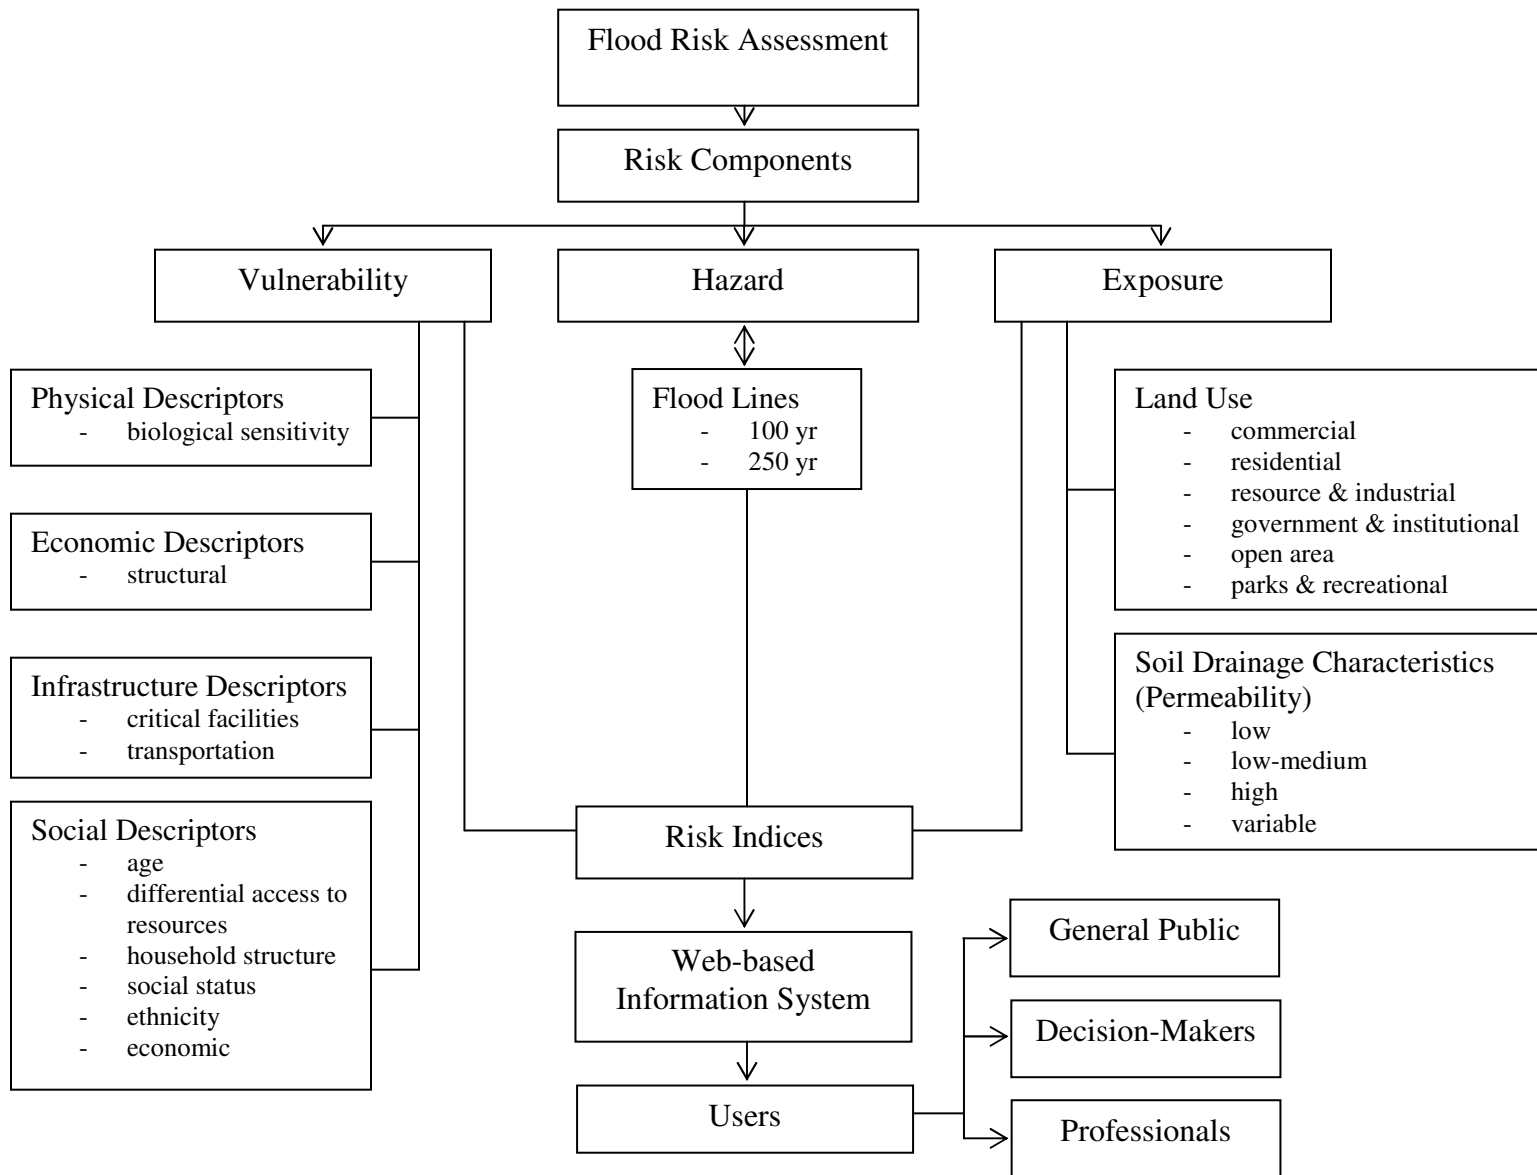 Flood Risk Assessment
Risk Components
Vulnerability
Hazard
Exposure
Physical Descriptors
- biological sensitivity
Economic Descriptors
- structural
Infrastructure Descriptors
- critical facilities
- transportation
Social Descriptors
- age
- differential access to
resources
- household structure
- social status
- ethnicity
- economic
Flood Lines
- 100 yr
- 250 yr
Land Use
- commercial
- residential
- resource & industrial
- government & institutional
- open area
- parks & recreational
Soil Drainage Characteristics
(Permeability)
- low
- low-medium
- high
- variable
Risk Indices
Web-based
Information System
Users
General Public
Decision-Makers
Professionals